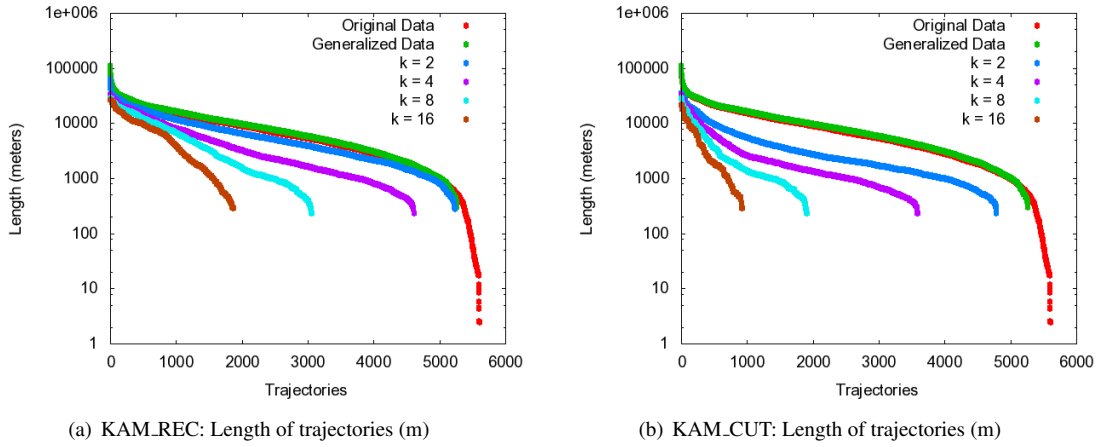 1e+006
100000
10000
1000
100
10
1
Length (meters)
Original Data
Generalized Data
k = 2
k = 4
k = 8
k = 16
0 1000 2000 3000 4000 5000 6000
Trajectories
(a) KAM_REC: Length of trajectories (m)
1e+006
100000
10000
1000
100
10
1
Length (meters)
Original Data
Generalized Data
k = 2
k = 4
k = 8
k = 16
0 1000 2000 3000 4000 5000 6000
Trajectories
(b) KAM_CUT: Length of trajectories (m)